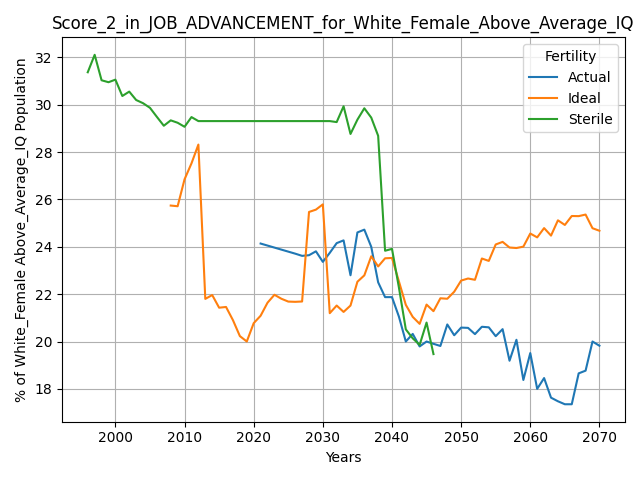 Score_2_in_JOB_ADVANCEMENT_for_White_Female_Above_Average_IQ
% of White_Female Above_Average_IQ Population
32
30
28
26
24
22
20
18
Fertility
Actual
Ideal
Sterile
2000 2010 2020 2030 2040 2050 2060 2070
Years